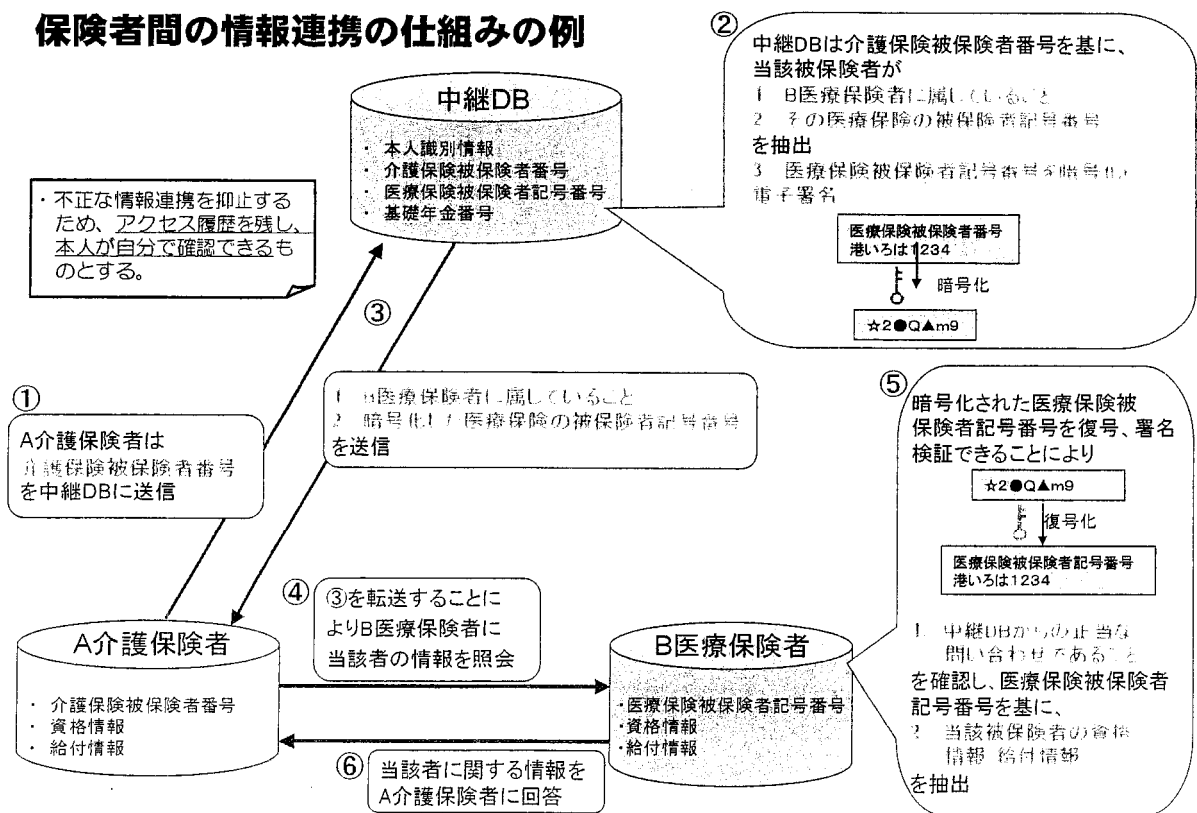 保険者間の情報連携の仕組みの例
・不正な情報連携を抑止する
ため、アクセス履歴を残し、
本人が自分で確認できるも
のとする。
中継DB
・ 本人識別情報
・ 介護保険被保険者番号
・ 医療保険被保険者記号番号
・ 基礎年金番号
①
A介護保険者は
介護保険被保険者番号
を中継DBに送信
②
中継DBは介護保険被保険者番号を基に、
当該被保険者が
1 B医療保険者に属していること
2 その医療保険の被保険者記号番号
を抽出
3 医療保険被保険者記号番号を暗号化、
電子署名
医療保険被保険者番号
港いろは1234
暗号化
☆2●Q▲m9
③
1 B医療保険者に属していること
2 暗号化した医療保険の被保険者記号番号
を送信
④
③を転送することに
よりB医療保険者に
当該者の情報を照会
A介護保険者
・ 介護保険被保険者番号
・ 資格情報
・ 給付情報
B医療保険者
・医療保険被保険者記号番号
・資格情報
・給付情報
⑤
暗号化された医療保険被
保険者記号番号を復号、署名
検証できることにより
☆2●Q▲m9
復号化
医療保険被保険者記号番号
港いろは1234
1 中継DBからの正当な
問い合わせであること
を確認し、医療保険被保険者
記号番号を基に、
2 当該被保険者の資格
情報 給付情報
を抽出
⑥
当該者に関する情報を
A介護保険者に回答